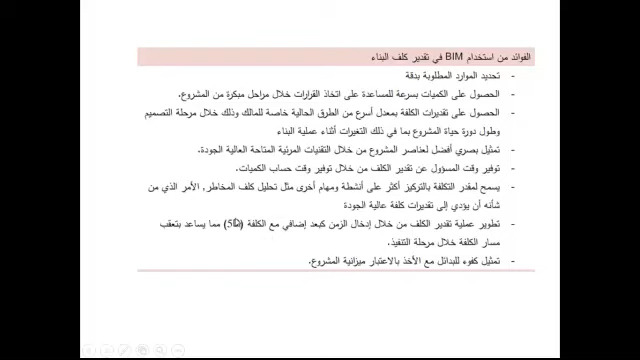 الفوائد من استخدام BIM في تقدير كلف البناء
- تحديد الموارد المطلوبة بدقة
- الحصول على الكميات بسرعة للمساعدة على اتخاذ القرارات خلال مراحل مبكرة من المشروع.
- الحصول على تقديرات الكلفة بمعدل أسرع من الطرق الحالية خاصة للمالك وذلك خلال مرحلة التصميم
وطول دورة حياة المشروع بما في ذلك التغيرات أثناء عملية البناء
- تمثيل بصري أفضل لعناصر المشروع من خلال التقنيات المرئية المتاحة العالية الجودة.
- توفير وقت المسؤول عن تقدير الكلف من خلال توفير وقت حساب الكميات.
- يسمح لمقدر التكلفة بالتركيز أكثر على أنشطة ومهام أخرى مثل تحليل كلف المخاطر, الأمر الذي من
شأنه أن يؤدي إلى تقديرات كلفة عالية الجودة
- تطوير عملية تقدير الكلف من خلال إدخال الزمن كبعد إضافي مع الكلفة (5D) مما يساعد بتعقب
مسار الكلفة خلال مرحلة التنفيذ.
- تمثيل كفوء للبدائل مع الأخذ بالاعتبار ميزانية المشروع.